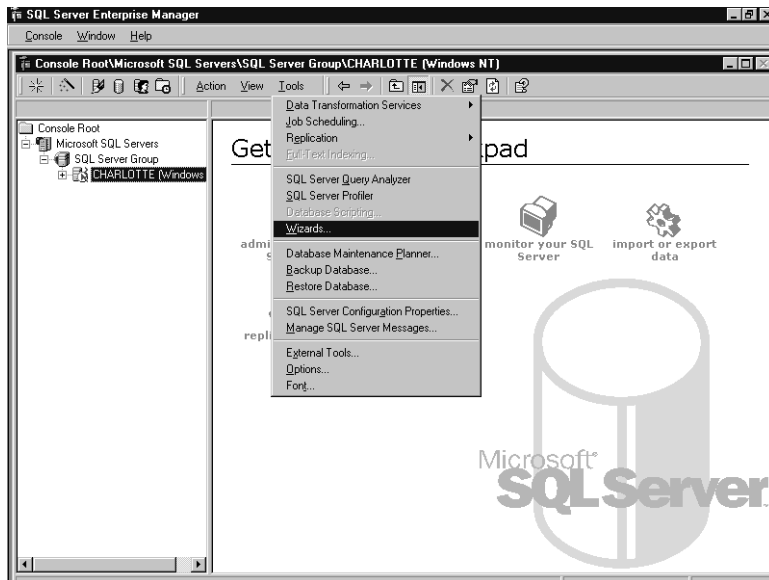 SQL Server Enterprise Manager
Console Window Help
Console Root\Microsoft SQL Servers\SQL Server Group\CHARLOTTE (Windows NT)
Action View Tools
Console Root
Microsoft SQL Servers
SQL Server Group
CHARLOTTE (Windows
Get
pad
Data Transformation Services
Job Scheduling...
Replication
Full-Text Indexing...
SQL Server Query Analyzer
SQL Server Profiler
Database Scripting...
Wizards...
Database Maintenance Planner...
Backup Database...
Restore Database...
SQL Server Configuration Properties...
Manage SQL Server Messages...
External Tools...
Options...
Font...
admi
S
repli
monitor your SQL
Server
import or export
data
Microsoft®
SQL Server